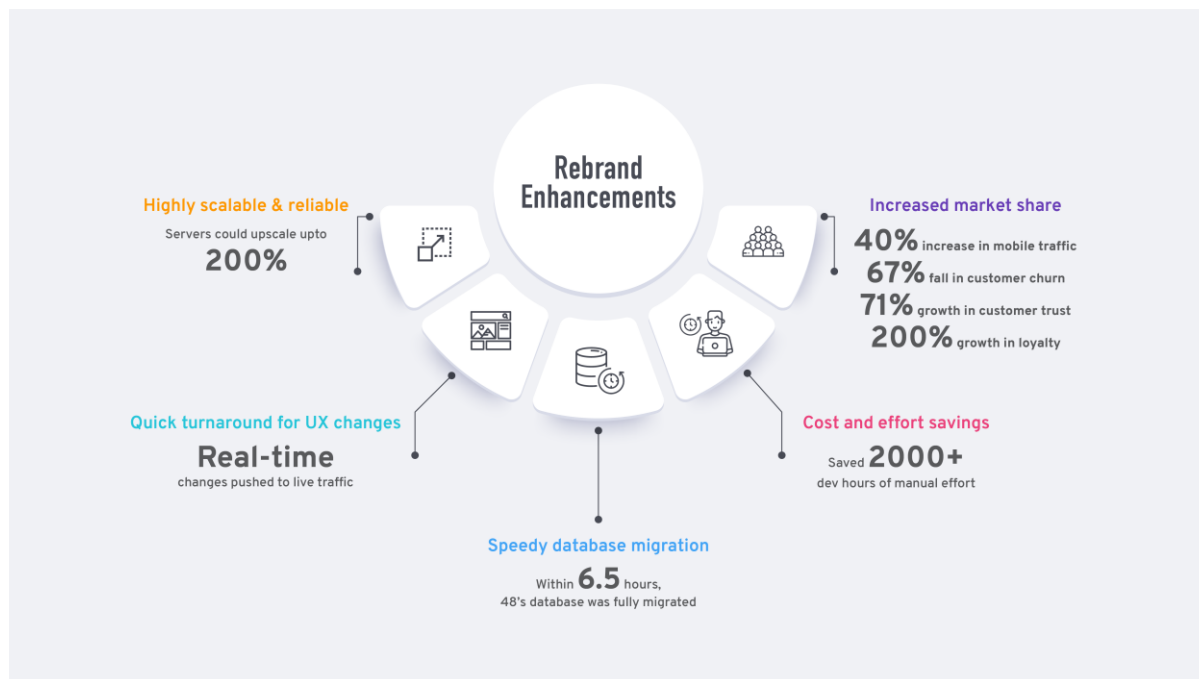 Rebrand
Enhancements
Highly scalable & reliable
Servers could upscale upto
200%
Quick turnaround for UX changes
Real-time
changes pushed to live traffic
Speedy database migration
Within 6.5 hours,
48's database was fully migrated
Cost and effort savings
Saved 2000+
dev hours of manual effort
Increased market share
40% increase in mobile traffic
67% fall in customer churn
71% growth in customer trust
200% growth in loyalty